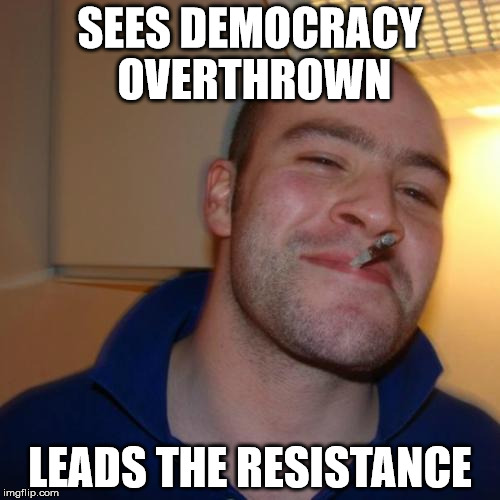 SEES DEMOCRACY
OVERTHROWN
LEADS THE RESISTANCE
imgflip.com